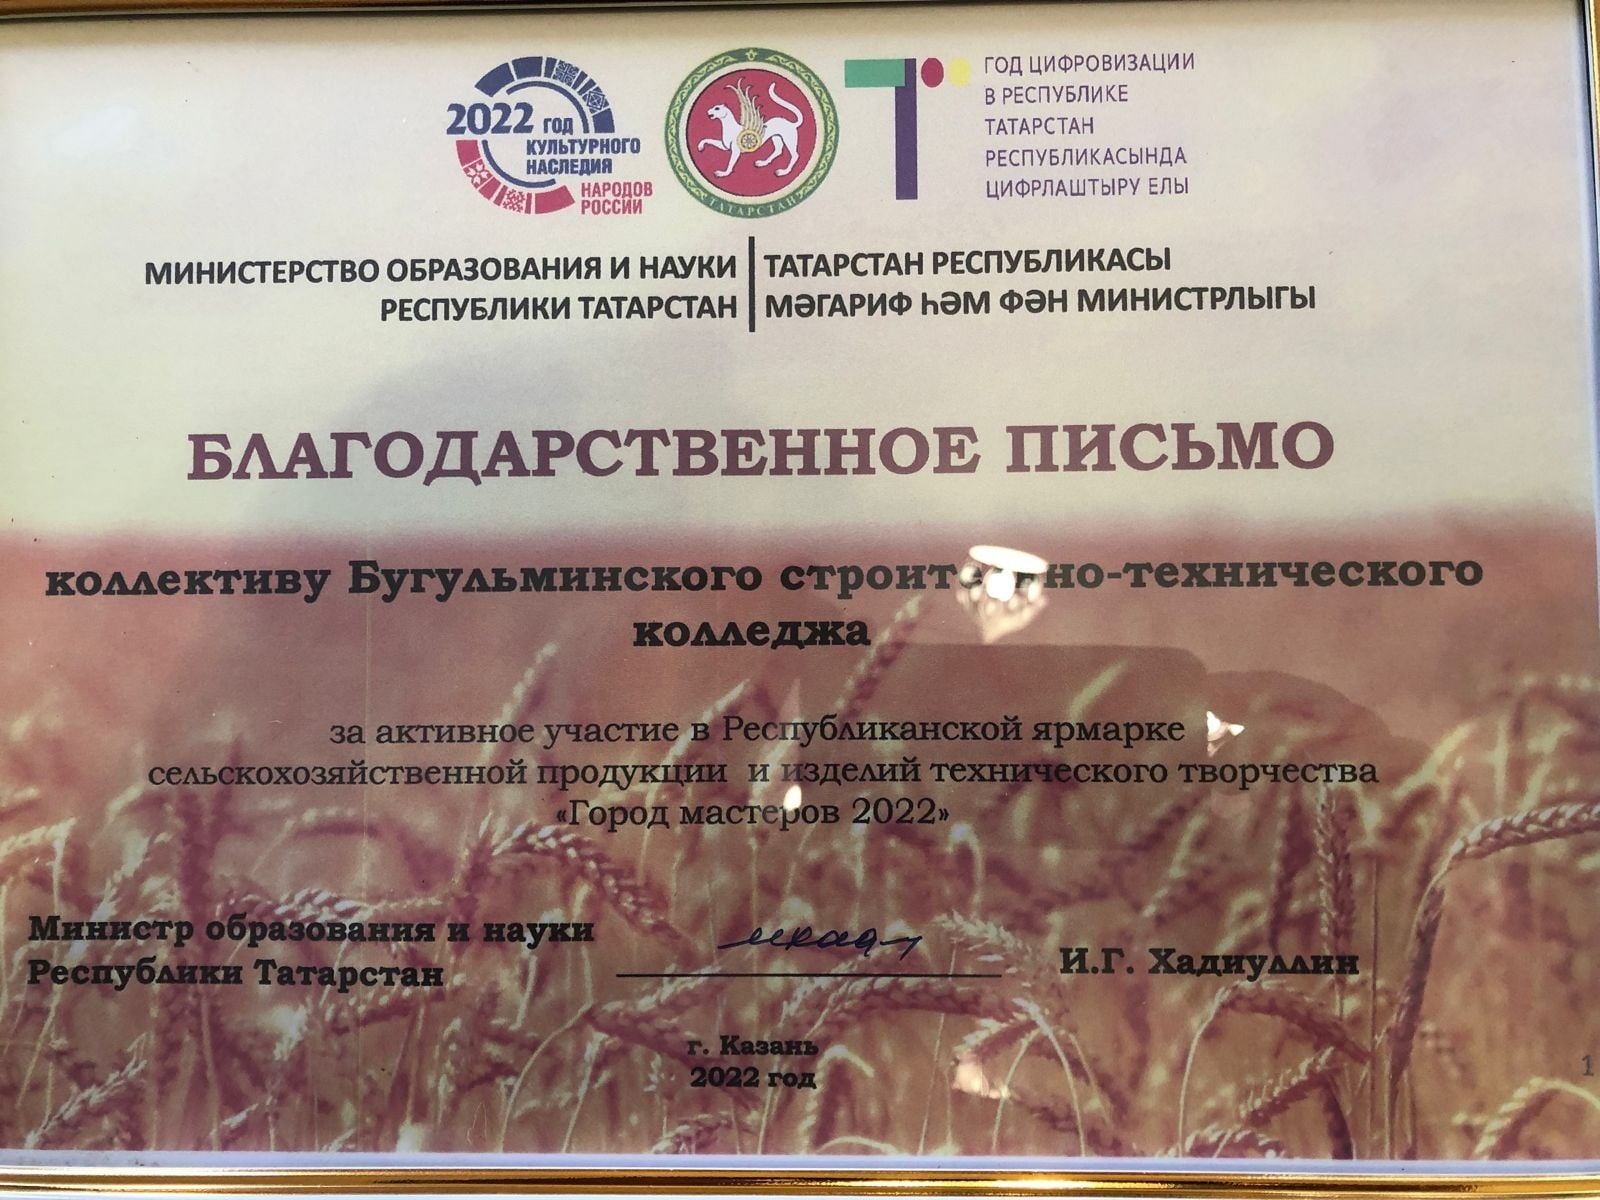 2022 ГОД
КУЛЬТУРНОГО
НАСЛЕДИЯ
НАРОДОВ
РОССИИ
ТАТАРСТАН
ГОД ЦИФРОВИЗАЦИИ
В РЕСПУБЛИКЕ
ТАТАРСТАН
РЕСПУБЛИКАСЫНДА
ЦИФРЛАШТЫРУ ЕЛЫ
МИНИСТЕРСТВО ОБРАЗОВАНИЯ И НАУКИ
РЕСПУБЛИКИ ТАТАРСТАН
ТАТАРСТАН РЕСПУБЛИКАСЫ
МӘГАРИФ ҺӘМ ФӘН МИНИСТРЛЫГЫ
БЛАГОДАРСТВЕННОЕ ПИСЬМО
коллективу Бугульминского строительно-технического
колледжа
за активное участие в Республиканской ярмарке
сельскохозяйственной продукции и изделий технического творчества
«Город мастеров 2022»
Министр образования и науки
Республики Татарстан
И.Г. Хадиуллин
г. Казань
2022 год
1